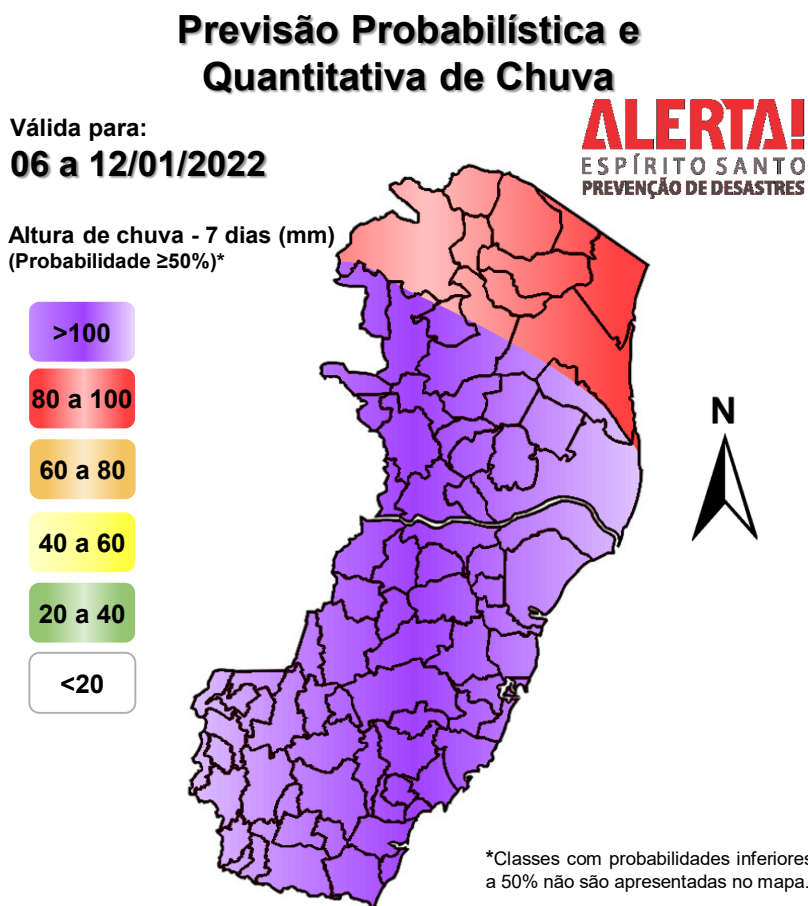 Previsão Probabilística e
Quantitativa de Chuva
Válida para:
06 a 12/01/2022
ALERTA!
ESPÍRITO SANTO
PREVENÇÃO DE DESASTRES
Altura de chuva - 7 dias (mm)
(Probabilidade ≥50%)*
>100
80 a 100
60 a 80
40 a 60
20 a 40
<20
N
*Classes com probabilidades inferiores
a 50% não são apresentadas no mapa.